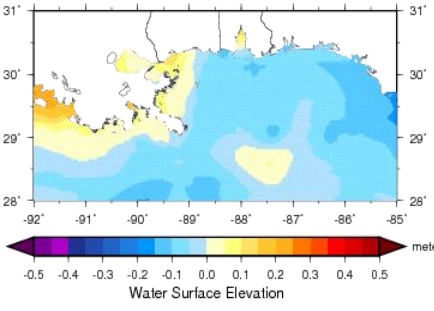 31° 31°
30° 30°
29° 29°
28° 28°
-92° -91° -90° -89° -88° -87° -86° -85°
mete
-0.5 -0.4 -0.3 -0.2 -0.1 0.0 0.1 0.2 0.3 0.4 0.5
Water Surface Elevation